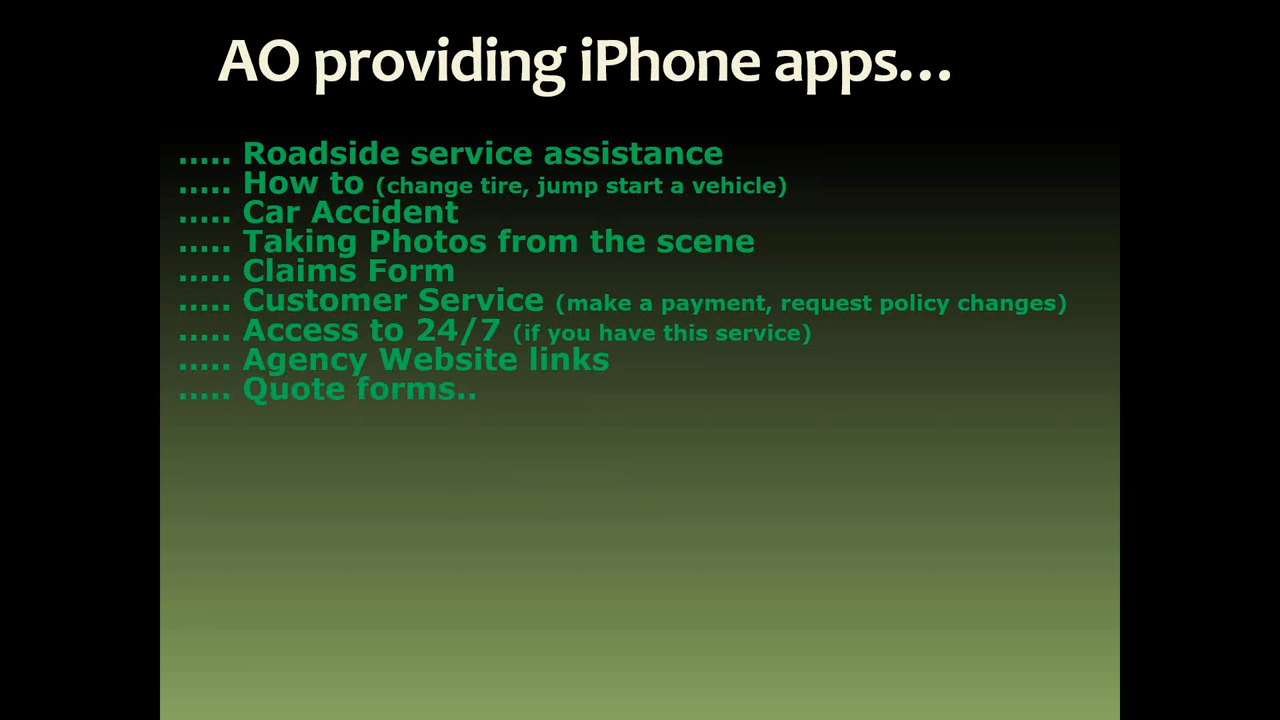 AO providing iPhone apps...
..... Roadside service assistance
..... How to (change tire, jump start a vehicle)
..... Car Accident
..... Taking Photos from the scene
..... Claims Form
..... Customer Service (make a payment, request policy changes)
..... Access to 24/7 (if you have this service)
..... Agency Website links
..... Quote forms..